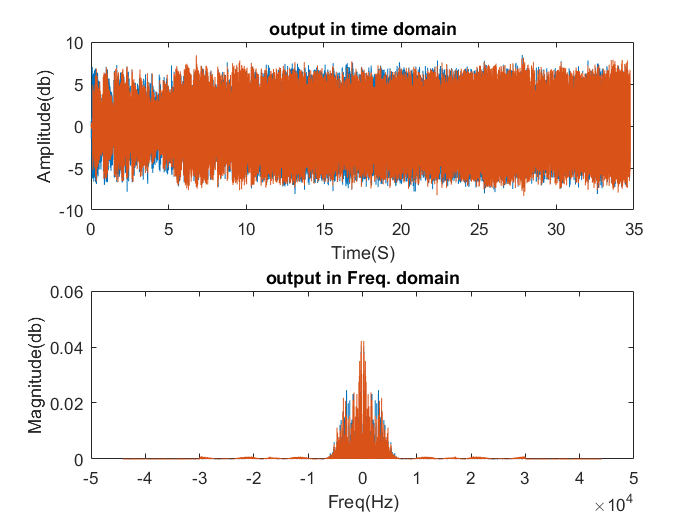 output in time domain
10
5
0
-5
-10
Amplitude(db)
0 5 10 15 20 25 30 35
Time(S)
output in Freq. domain
0.06
0.04
0.02
0
Magnitude(db)
-5 -4 -3 -2 -1 0 1 2 3 4 5
Freq(Hz)
×10^4